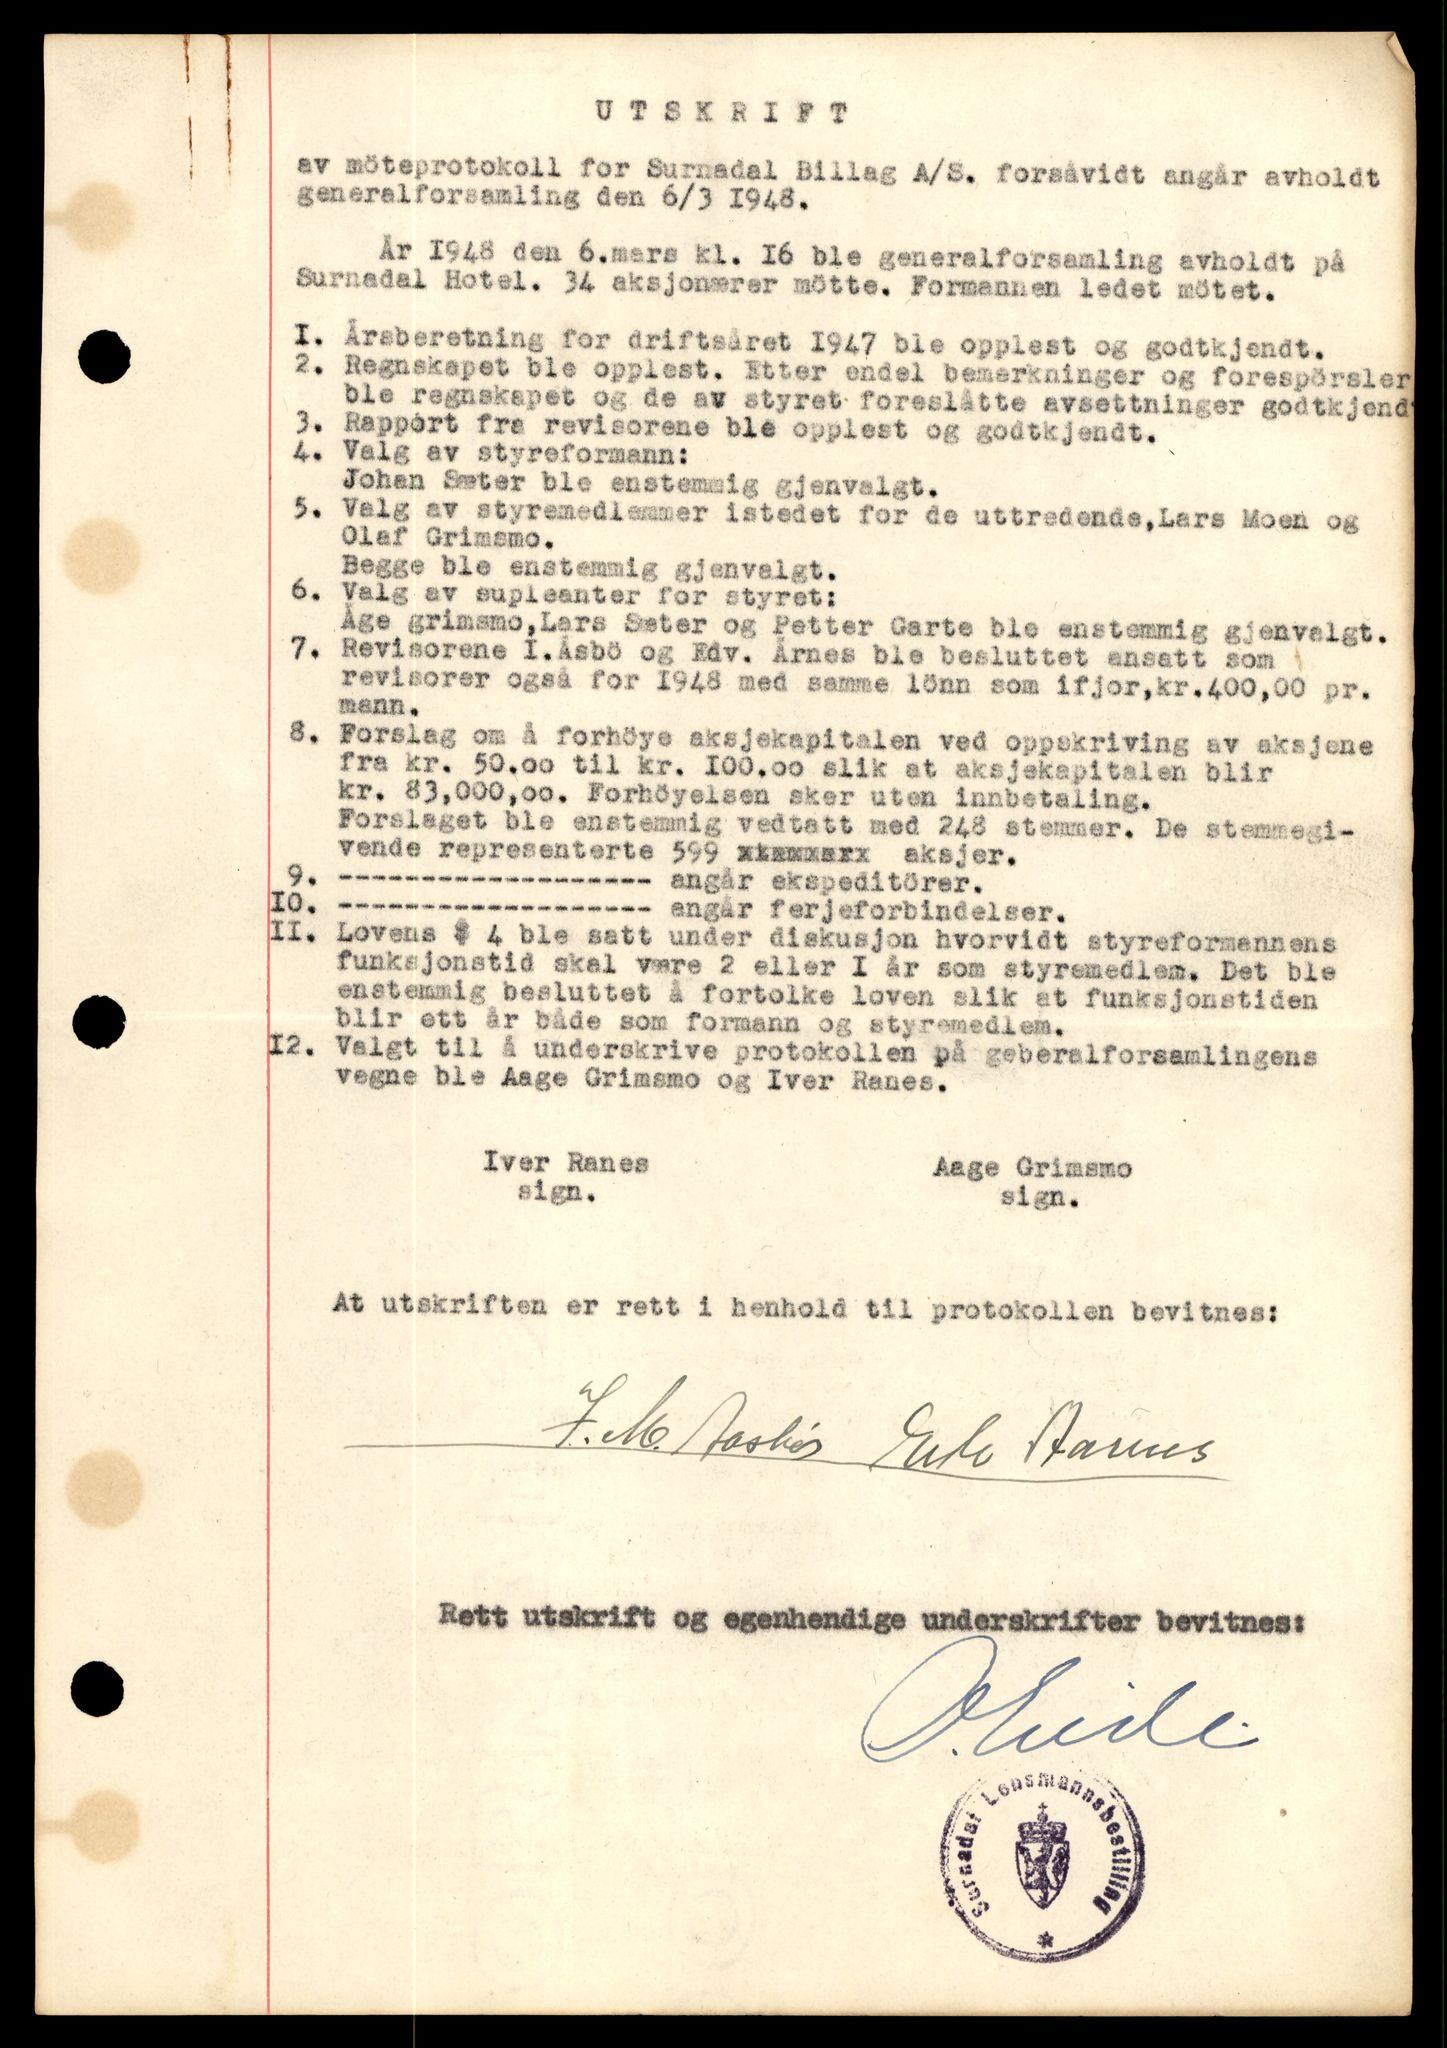 UTSKRIFT
av möteprotokoll for Surnadal Billag A/S. forsåvidt angår avholdt
generalforsamling den 6/3 1948.
År 1948 den 6.mars kl. 16 ble generalforsamling avholdt på
Surnadal Hotel. 34 aksjonærer mötte. Formannen ledet mötet.
1. Årsberetning for driftsåret 1947 ble opplest og godtkjendt.
2. Regnskapet ble opplest. Etter endel bemerkninger og forespörsler
ble regnskapet og de av styret foreslåtte avsettninger godtkjendt
3. Rapport fra revisorene ble opplest og godtkjendt.
4. Valg av styreformann:
Johan Sæter ble enstemmig gjenvalgt.
5. Valg av styremedlemmer istedet for de uttredende,Lars Moen og
Olaf Grimsmo.
Begge ble enstemmig gjenvalgt.
6. Valg av supleanter for styret:
Åge grimsmo,Lars Sæter og Petter Garte ble enstemmig gjenvalgt.
7. Revisorene I.Åsbö og Edv. Årnes ble besluttet ansatt som
revisorer også for 1948 med samme lönn som ifjor,kr.400,00 pr.
mann.
8. Forslag om å forhöye aksjekapitalen ved oppskriving av aksjene
fra kr. 50.oo til kr. 100.oo slik at aksjekapitalen blir
kr. 83,000,oo. Forhöyelsen sker uten innbetaling.
Forslaget ble enstemmig vedtatt med 248 stemmer. De stemmegi-
vende representerte 599 aksjer.
9. ------------------- angår ekspeditörer.
10. ------------------- angår ferjeforbindelser.
11. Lovens § 4 ble satt under diskusjon hvorvidt styreformannens
funksjonstid skal være 2 eller 1 år som styremedlem. Det ble
enstemmig besluttet å fortolke loven slik at funksjonstiden
blir ett år både som formann og styremedlem.
12. Valgt til å underskrive protokollen på geberalforsamlingens
vegne ble Aage Grimsmo og Iver Ranes.
Iver Ranes Aage Grimsmo
sign. sign.
At utskriften er rett i henhold til protokollen bevitnes:
J. M. Aasbö Aarnes
Rett utskrift og egenhendige underskrifter bevitnes:
O. Eide.
Surnadal Lensmannsbestilling